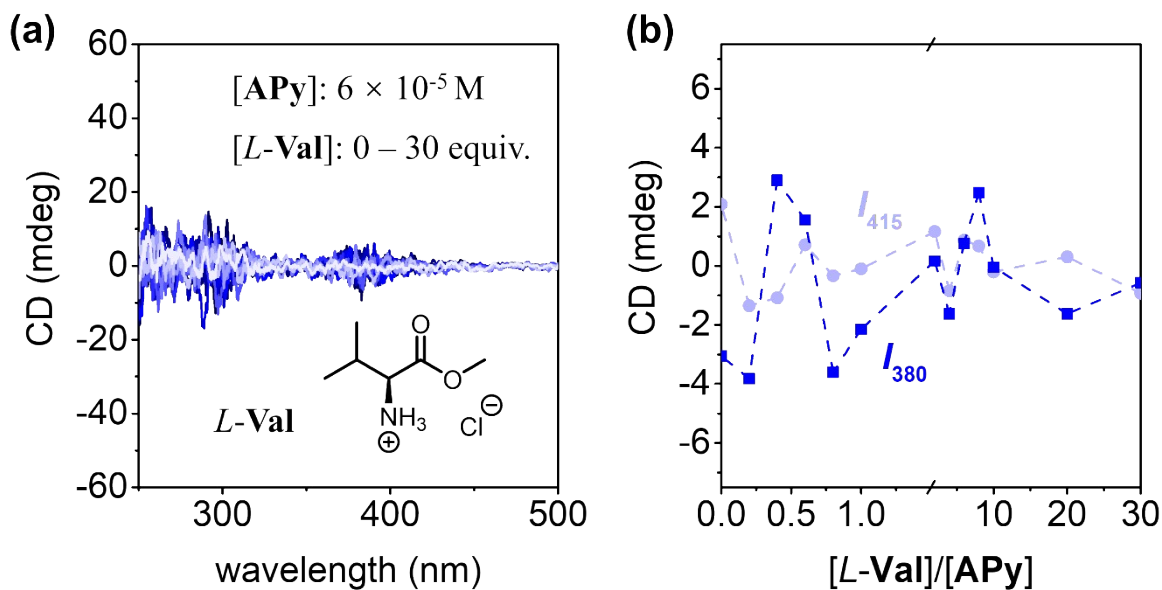 (a)
60
40
20
0
-20
-40
-60
CD (mdeg)
[APy]: 6 × 10⁻⁵ M
[L-Val]: 0 – 30 equiv.
L-Val
O
O
NH₃
⊕
Cl⊖
300
400
500
wavelength (nm)
(b)
6
4
2
0
-2
-4
-6
CD (mdeg)
I₄₁₅
I₃₈₀
0.0
0.5
1.0
10
20
30
[L-Val]/[APy]